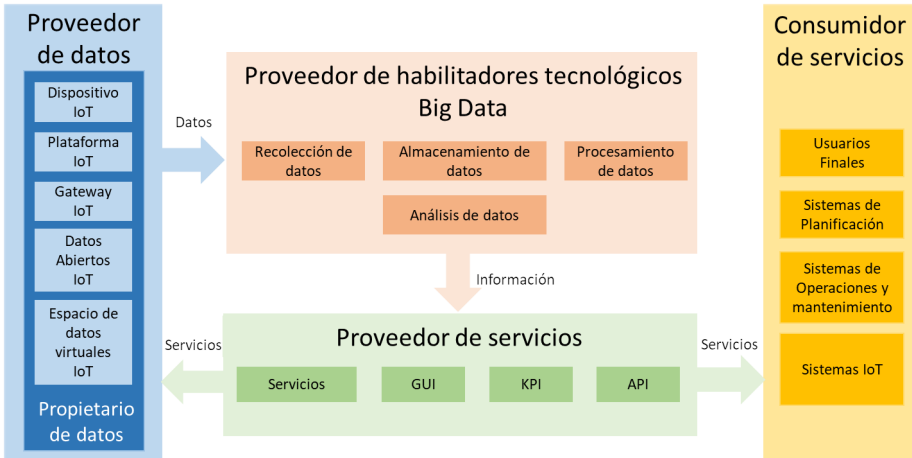 Proveedor
de datos
Dispositivo
IoT
Plataforma
IoT
Gateway
IoT
Datos
Abiertos
IoT
Espacio de
datos
virtuales
IoT
Propietario
de datos
Datos
Proveedor de habilitadores tecnológicos
Big Data
Recolección de
datos
Almacenamiento de
datos
Procesamiento
de datos
Análisis de datos
Información
Servicios
Proveedor de servicios
Servicios
GUI
KPI
API
Servicios
Consumidor
de servicios
Usuarios
Finales
Sistemas de
Planificación
Sistemas de
Operaciones y
mantenimiento
Sistemas IoT